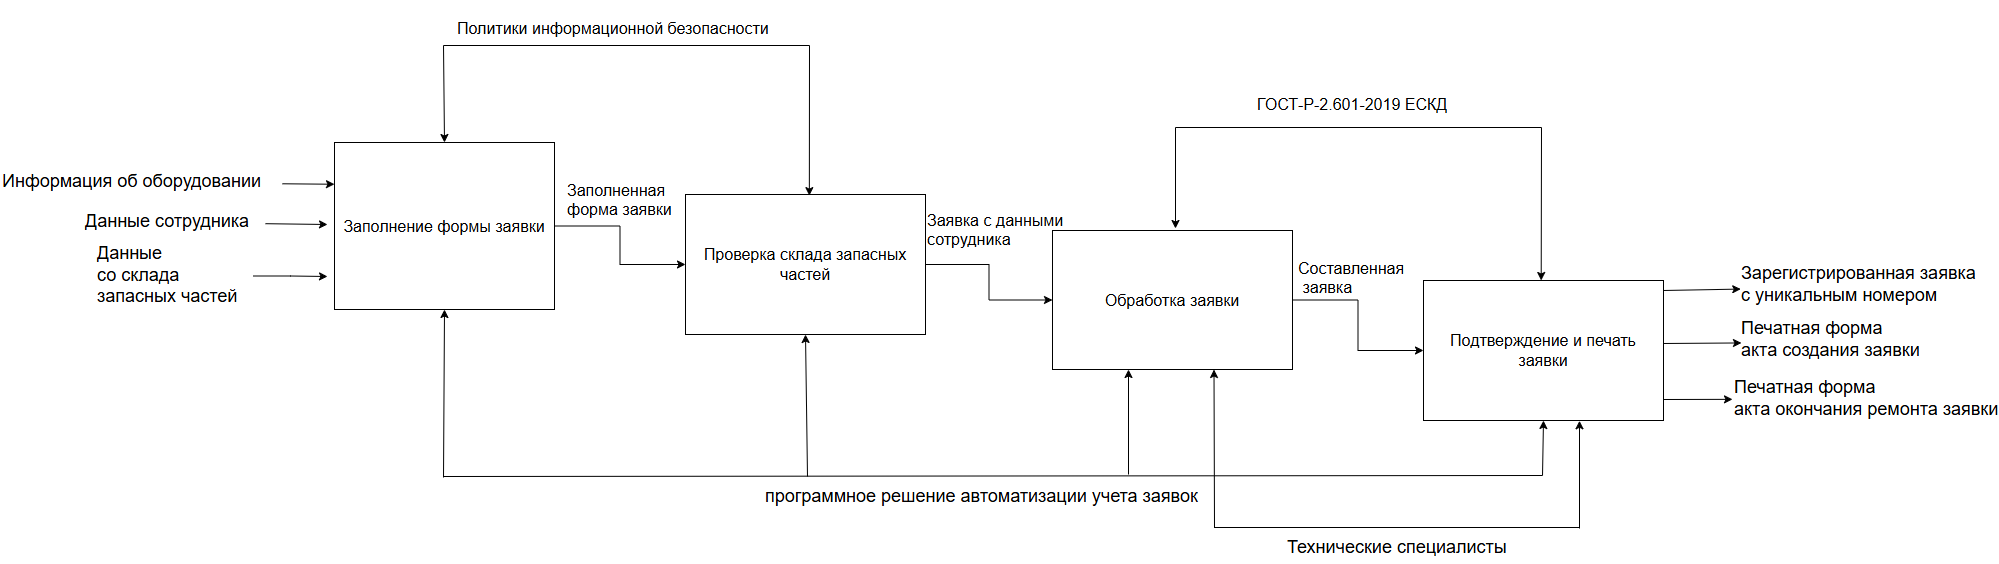 Политики информационной безопасности
ГОСТ-Р-2.601-2019 ЕСКД
Информация об оборудовании
Данные сотрудника
Данные
со склада
запасных частей
Заполнение формы заявки
Заполненная
форма заявки
Проверка склада запасных
частей
Заявка с данными
сотрудника
Обработка заявки
Составленная
заявка
Подтверждение и печать
заявки
Зарегистрированная заявка
с уникальным номером
Печатная форма
акта создания заявки
Печатная форма
акта окончания ремонта заявки
программное решение автоматизации учета заявок
Технические специалисты